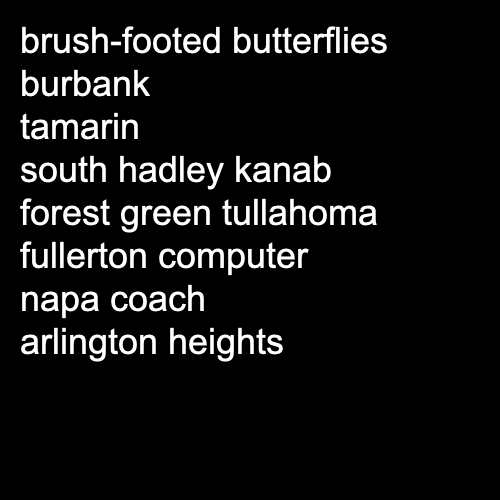 brush-footed butterflies
burbank
tamarin
south hadley kanab
forest green tullahoma
fullerton computer
napa coach
arlington heights